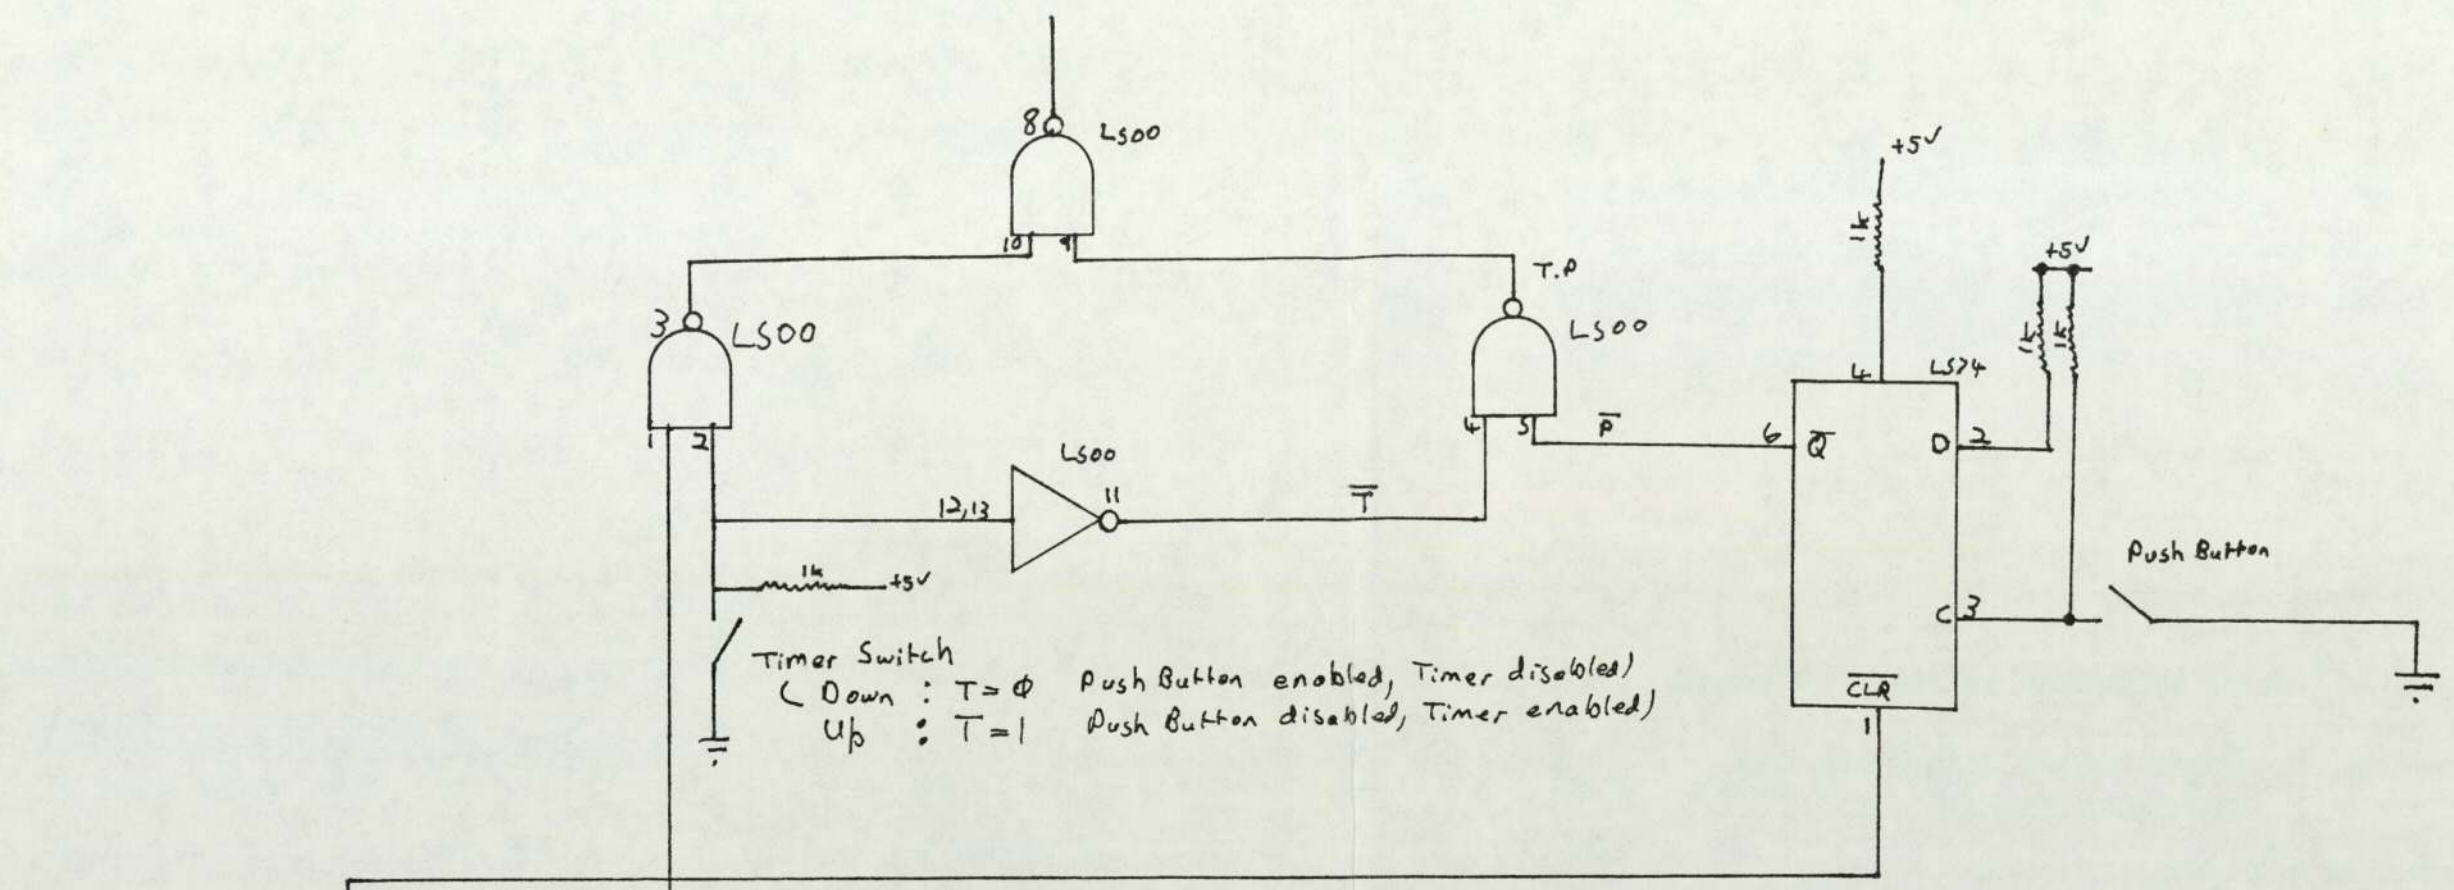 8
LS00
+5V
10
9
1k
+5V
T.P
3
LS00
LS00
1k
1k
4
LS74
1
2
4
5
P̅
6
Q̅
D
2
LS00
12,13
11
T̅
Push Button
1k
+5V
C
3
Timer Switch
( Down : T=0 Push Button enabled, Timer disabled)
Up : T=1 Push Button disabled, Timer enabled)
C̅L̅R̅
1